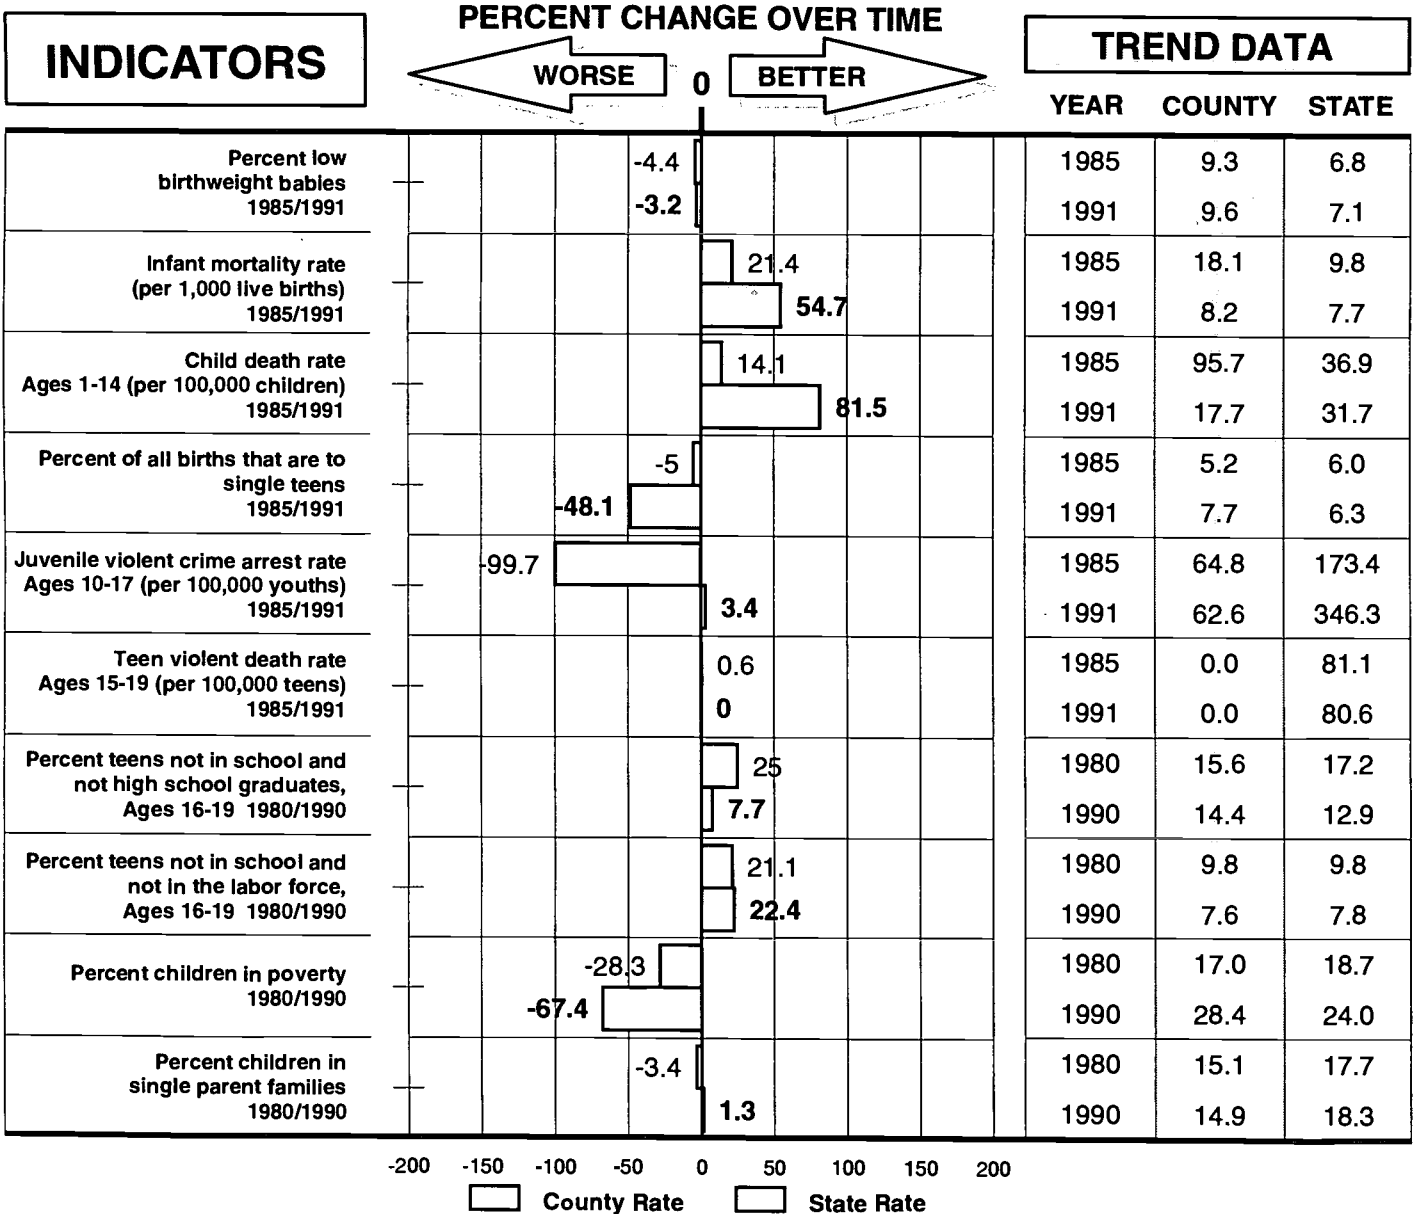 PERCENT CHANGE OVER TIME
INDICATORS
WORSE 0 BETTER
TREND DATA
YEAR COUNTY STATE
Percent low
birthweight babies
1985/1991
-4.4
-3.2
1985 9.3 6.8
1991 9.6 7.1
Infant mortality rate
(per 1,000 live births)
1985/1991
21.4
54.7
1985 18.1 9.8
1991 8.2 7.7
Child death rate
Ages 1-14 (per 100,000 children)
1985/1991
14.1
81.5
1985 95.7 36.9
1991 17.7 31.7
Percent of all births that are to
single teens
1985/1991
-5
-48.1
1985 5.2 6.0
1991 7.7 6.3
Juvenile violent crime arrest rate
Ages 10-17 (per 100,000 youths)
1985/1991
-99.7
3.4
1985 64.8 173.4
1991 62.6 346.3
Teen violent death rate
Ages 15-19 (per 100,000 teens)
1985/1991
0.6
0
1985 0.0 81.1
1991 0.0 80.6
Percent teens not in school and
not high school graduates,
Ages 16-19 1980/1990
25
7.7
1980 15.6 17.2
1990 14.4 12.9
Percent teens not in school and
not in the labor force,
Ages 16-19 1980/1990
21.1
22.4
1980 9.8 9.8
1990 7.6 7.8
Percent children in poverty
1980/1990
-28.3
-67.4
1980 17.0 18.7
1990 28.4 24.0
Percent children in
single parent families
1980/1990
-3.4
1.3
1980 15.1 17.7
1990 14.9 18.3
-200 -150 -100 -50 0 50 100 150 200
County Rate State Rate